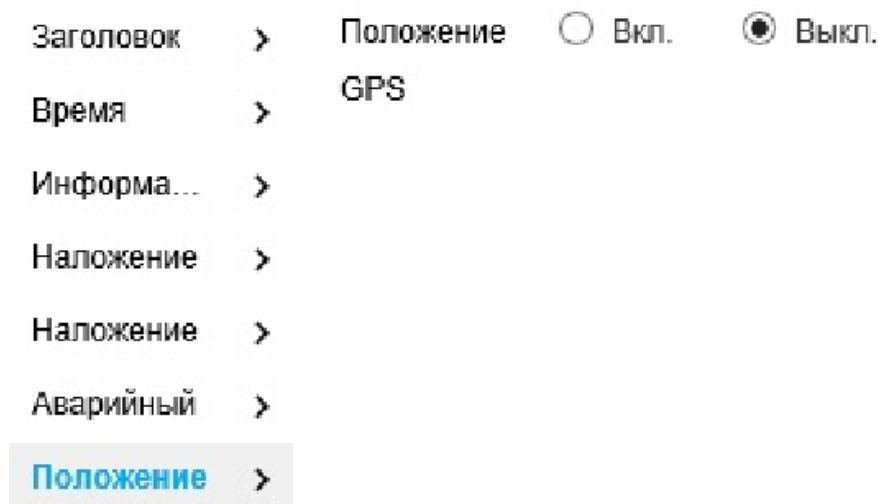 Заголовок
Время
Информа...
Наложение
Наложение
Аварийный
Положение
Положение Вкл. Выкл.
GPS